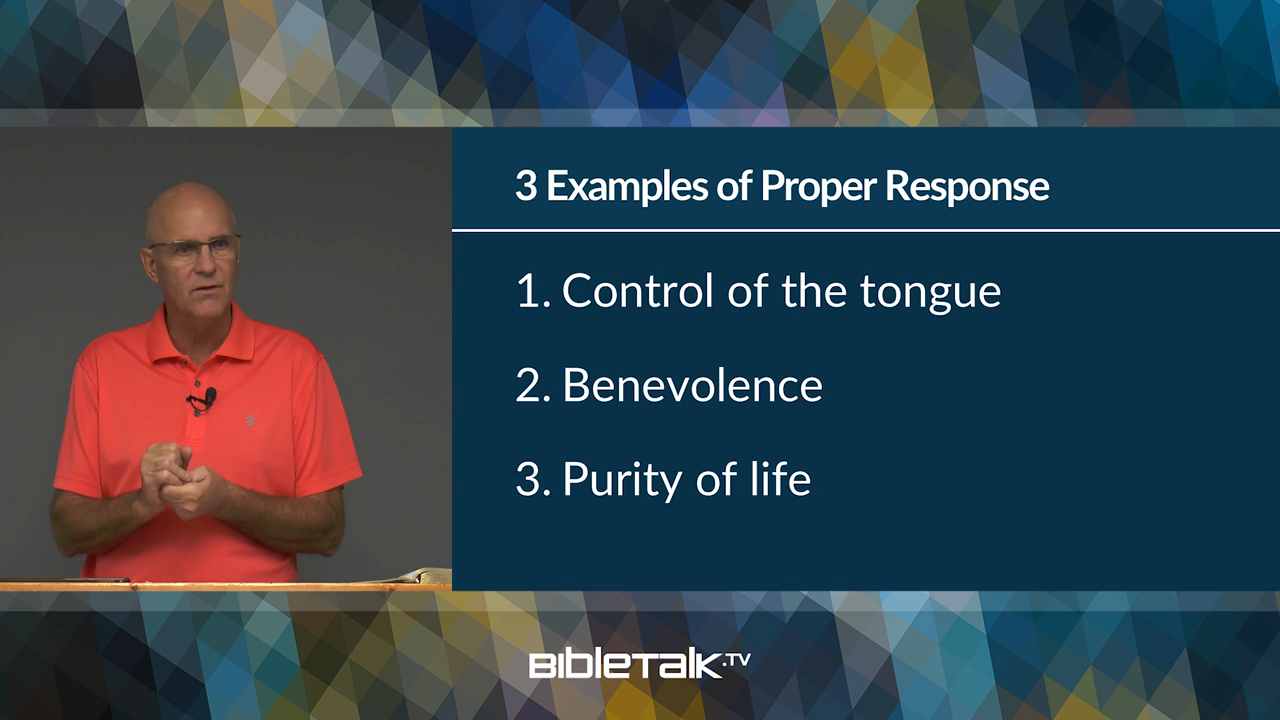 3 Examples of Proper Response
1. Control of the tongue
2. Benevolence
3. Purity of life
BIBLETALK.TV